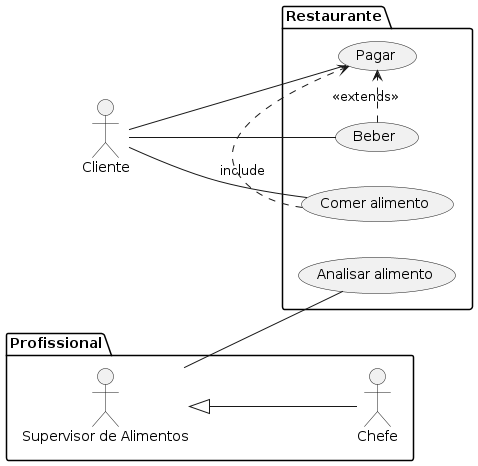 Restaurante
Pagar
«extends»
Beber
Cliente
include
Comer alimento
Analisar alimento
Profissional
Supervisor de Alimentos
Chefe